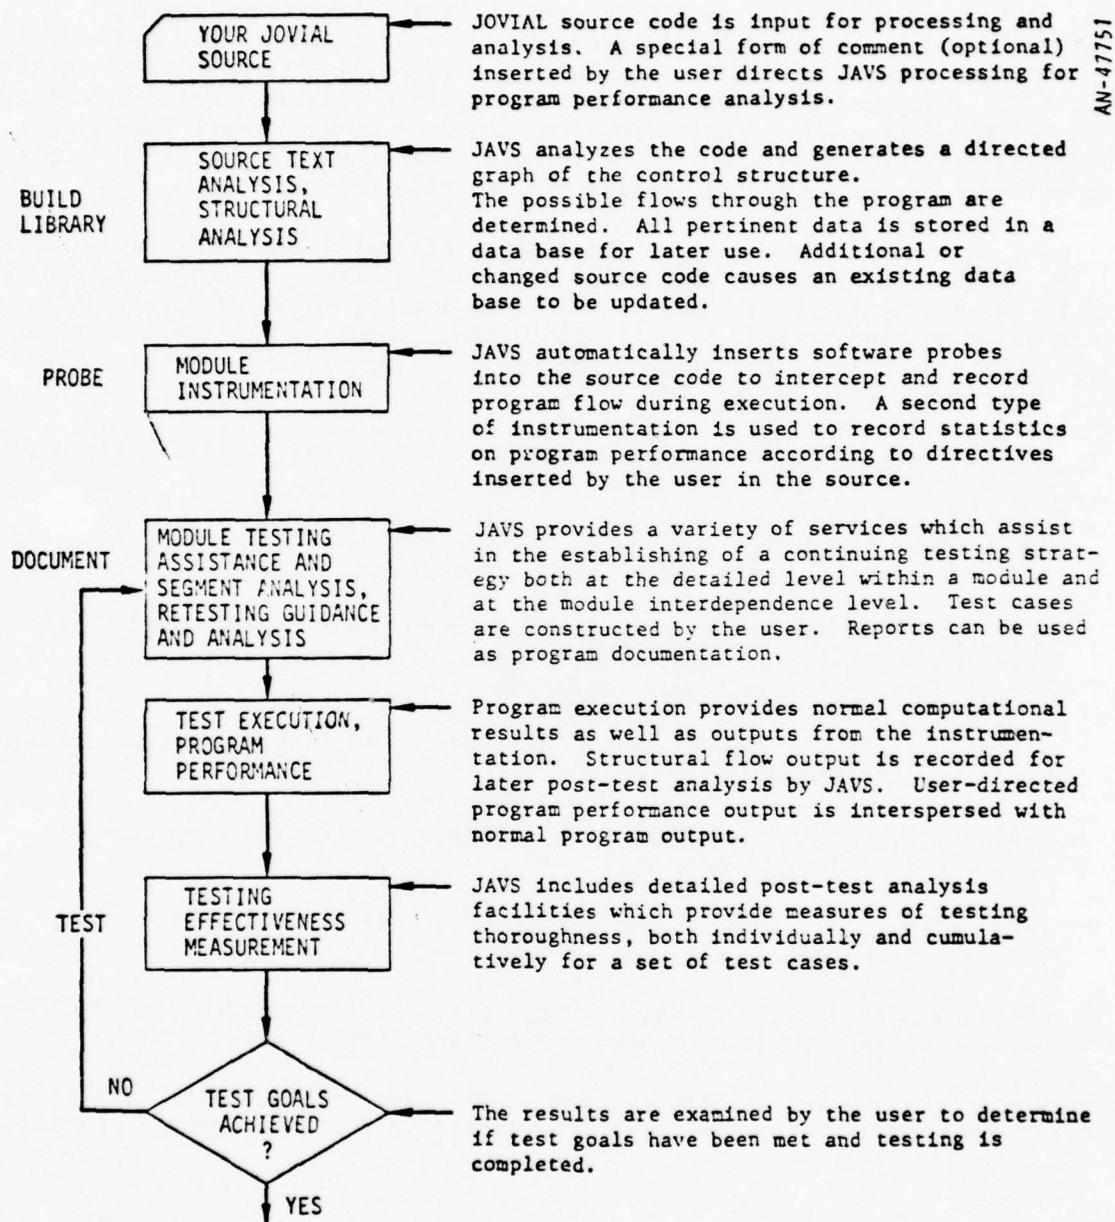 YOUR JOVIAL
SOURCE
JOVIAL source code is input for processing and
analysis. A special form of comment (optional)
inserted by the user directs JAVS processing for
program performance analysis.
AN-47751
BUILD
LIBRARY
SOURCE TEXT
ANALYSIS,
STRUCTURAL
ANALYSIS
JAVS analyzes the code and generates a directed
graph of the control structure.
The possible flows through the program are
determined. All pertinent data is stored in a
data base for later use. Additional or
changed source code causes an existing data
base to be updated.
PROBE
MODULE
INSTRUMENTATION
JAVS automatically inserts software probes
into the source code to intercept and record
program flow during execution. A second type
of instrumentation is used to record statistics
on program performance according to directives
inserted by the user in the source.
DOCUMENT
MODULE TESTING
ASSISTANCE AND
SEGMENT ANALYSIS,
RETESTING GUIDANCE
AND ANALYSIS
JAVS provides a variety of services which assist
in the establishing of a continuing testing strat-
egy both at the detailed level within a module and
at the module interdependence level. Test cases
are constructed by the user. Reports can be used
as program documentation.
TEST EXECUTION,
PROGRAM
PERFORMANCE
Program execution provides normal computational
results as well as outputs from the instrumen-
tation. Structural flow output is recorded for
later post-test analysis by JAVS. User-directed
program performance output is interspersed with
normal program output.
TEST
TESTING
EFFECTIVENESS
MEASUREMENT
JAVS includes detailed post-test analysis
facilities which provide measures of testing
thoroughness, both individually and cumula-
tively for a set of test cases.
NO
TEST GOALS
ACHIEVED
?
The results are examined by the user to determine
if test goals have been met and testing is
completed.
YES